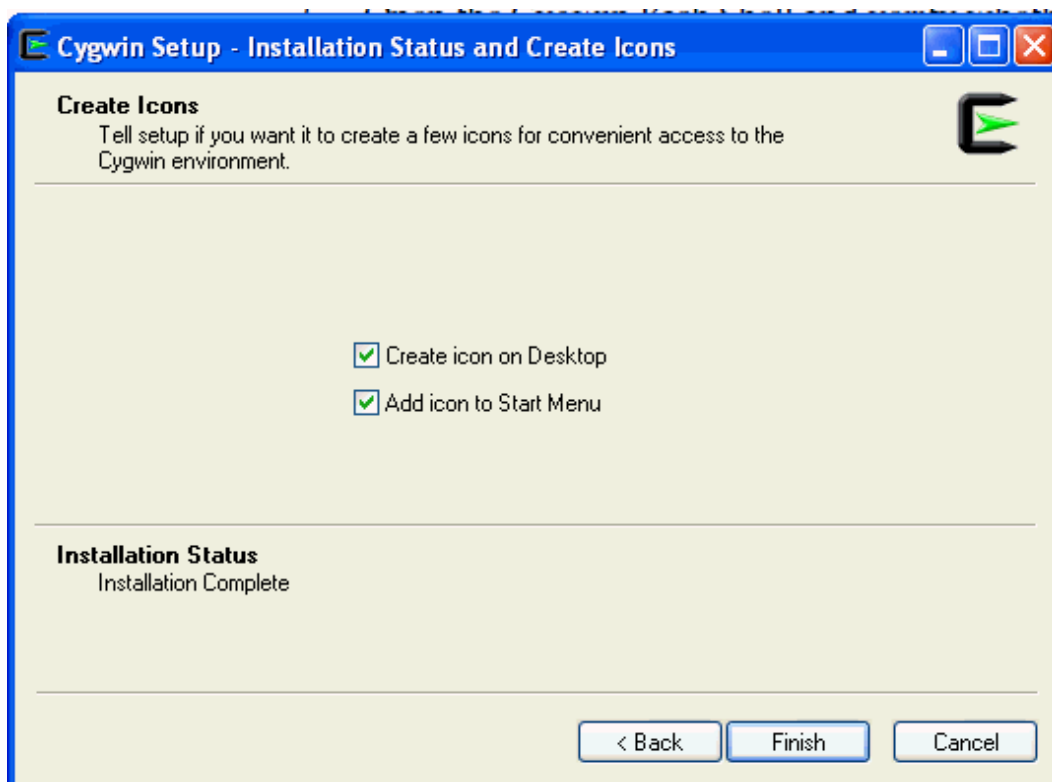 Cygwin Setup - Installation Status and Create Icons
Create Icons
Tell setup if you want it to create a few icons for convenient access to the
Cygwin environment.
Create icon on Desktop
Add icon to Start Menu
Installation Status
Installation Complete
< Back
Finish
Cancel